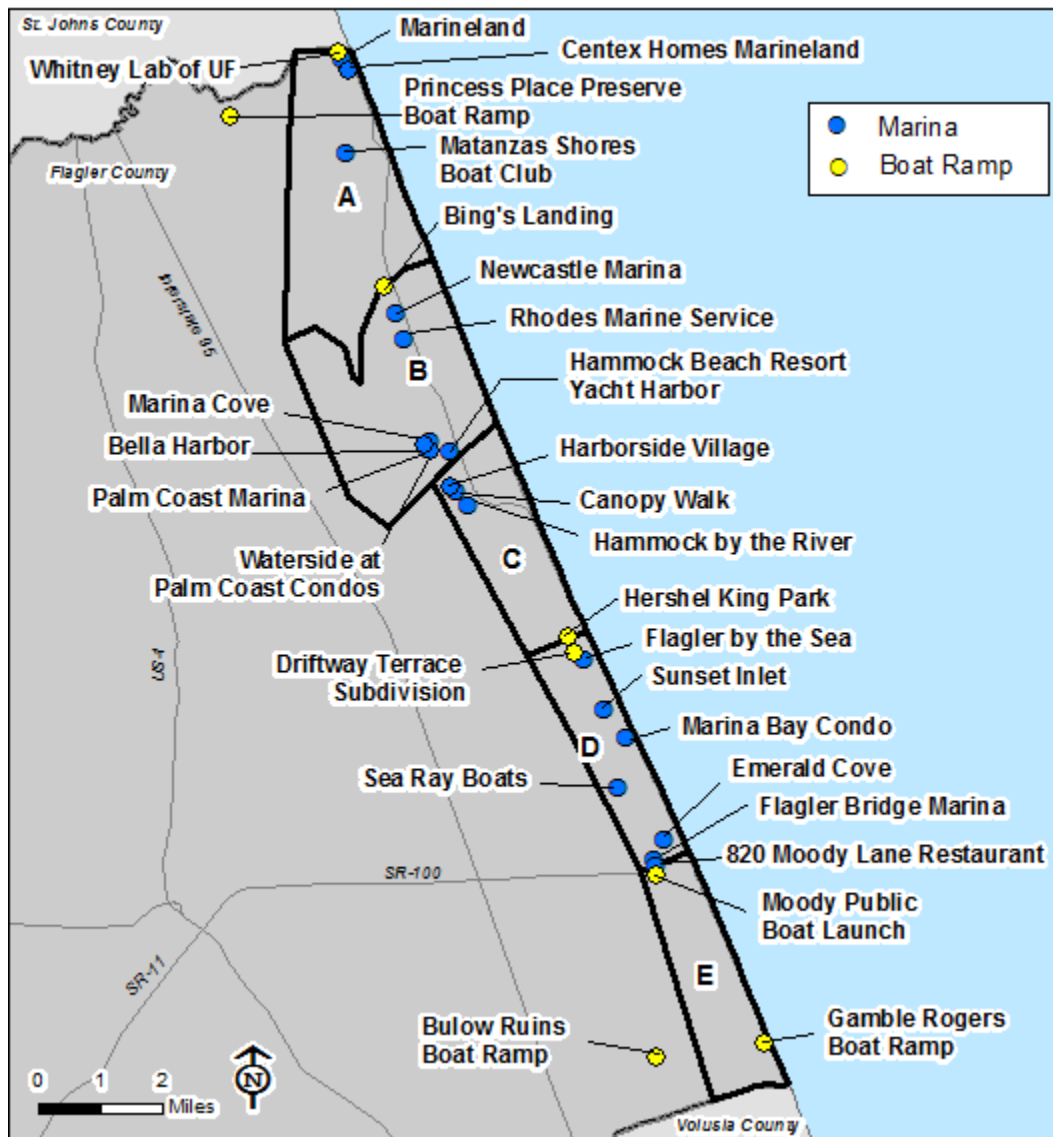 St. Johns County
Marineland
Centex Homes Marineland
Whitney Lab of UF
Princess Place Preserve
Boat Ramp
Marina
Boat Ramp
Matanzas Shores
Boat Club
Flagler County
A
Bing's Landing
Newcastle Marina
Interstate 95
Rhodes Marine Service
B
Hammock Beach Resort
Yacht Harbor
Marina Cove
Bella Harbor
Harborside Village
Palm Coast Marina
Canopy Walk
Hammock by the River
Waterside at
Palm Coast Condos
C
Hershel King Park
Flagler by the Sea
Driftway Terrace
Subdivision
US-1
Sunset Inlet
Marina Bay Condo
D
Sea Ray Boats
Emerald Cove
Flagler Bridge Marina
820 Moody Lane Restaurant
SR-100
Moody Public
Boat Launch
SR-11
E
Bulow Ruins
Boat Ramp
Gamble Rogers
Boat Ramp
N
0 1 2
Miles
Volusia County